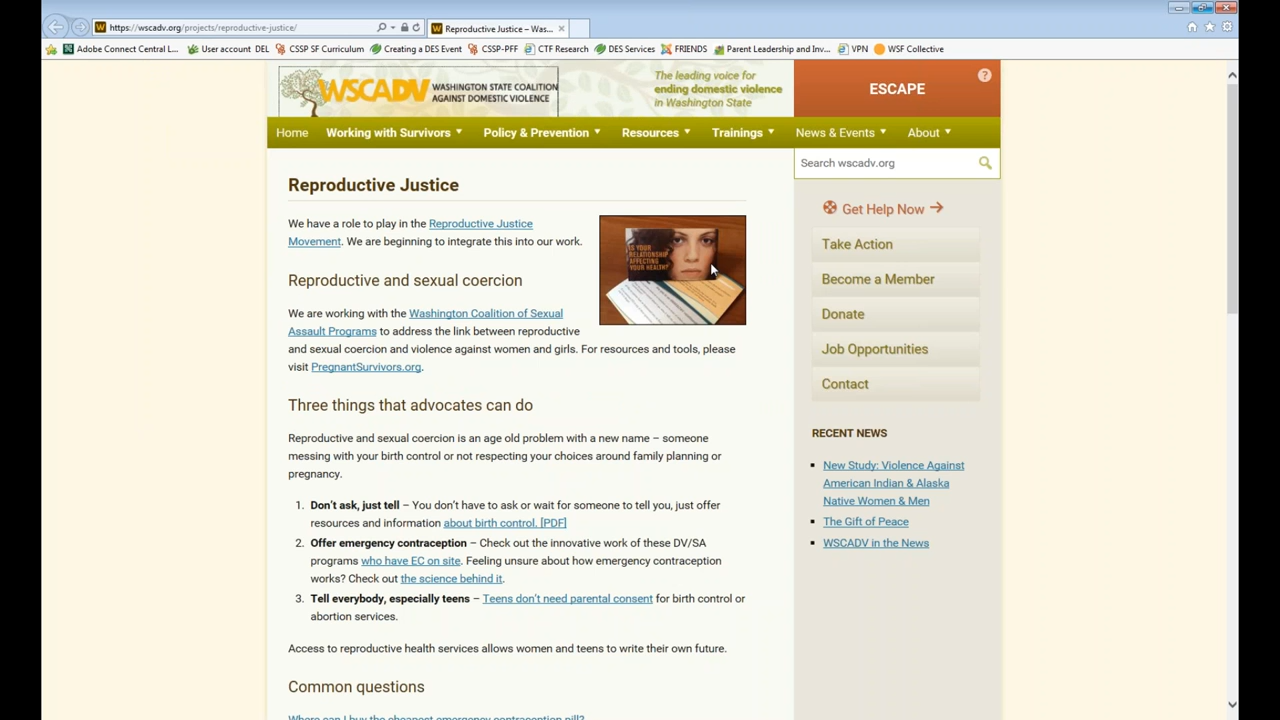 https://wscadv.org/projects/reproductive-justice/
Reproductive Justice – Was...
Adobe Connect Central L...
User account DEL
CSSP SF Curriculum
Creating a DES Event
CSSP-PFF
CTF Research
DES Services
FRIENDS
Parent Leadership and Inv...
VPN
WSF Collective
WSCADV
WASHINGTON STATE COALITION
AGAINST DOMESTIC VIOLENCE
The leading voice for
ending domestic violence
in Washington State
ESCAPE
?
Home
Working with Survivors
Policy & Prevention
Resources
Trainings
News & Events
About
Search wscadv.org
Reproductive Justice
We have a role to play in the Reproductive Justice
Movement. We are beginning to integrate this into our work.
IS YOUR
RELATIONSHIP
AFFECTING
YOUR HEALTH?
Reproductive and sexual coercion
We are working with the Washington Coalition of Sexual
Assault Programs to address the link between reproductive
and sexual coercion and violence against women and girls. For resources and tools, please
visit PregnantSurvivors.org.
Three things that advocates can do
Reproductive and sexual coercion is an age old problem with a new name – someone
messing with your birth control or not respecting your choices around family planning or
pregnancy.
1. Don't ask, just tell – You don't have to ask or wait for someone to tell you, just offer
resources and information about birth control. [PDF]
2. Offer emergency contraception – Check out the innovative work of these DV/SA
programs who have EC on site. Feeling unsure about how emergency contraception
works? Check out the science behind it.
3. Tell everybody, especially teens – Teens don't need parental consent for birth control or
abortion services.
Access to reproductive health services allows women and teens to write their own future.
Common questions
Where can I buy the cheapest emergency contraception pill?
Get Help Now
Take Action
Become a Member
Donate
Job Opportunities
Contact
RECENT NEWS
New Study: Violence Against
American Indian & Alaska
Native Women & Men
The Gift of Peace
WSCADV in the News